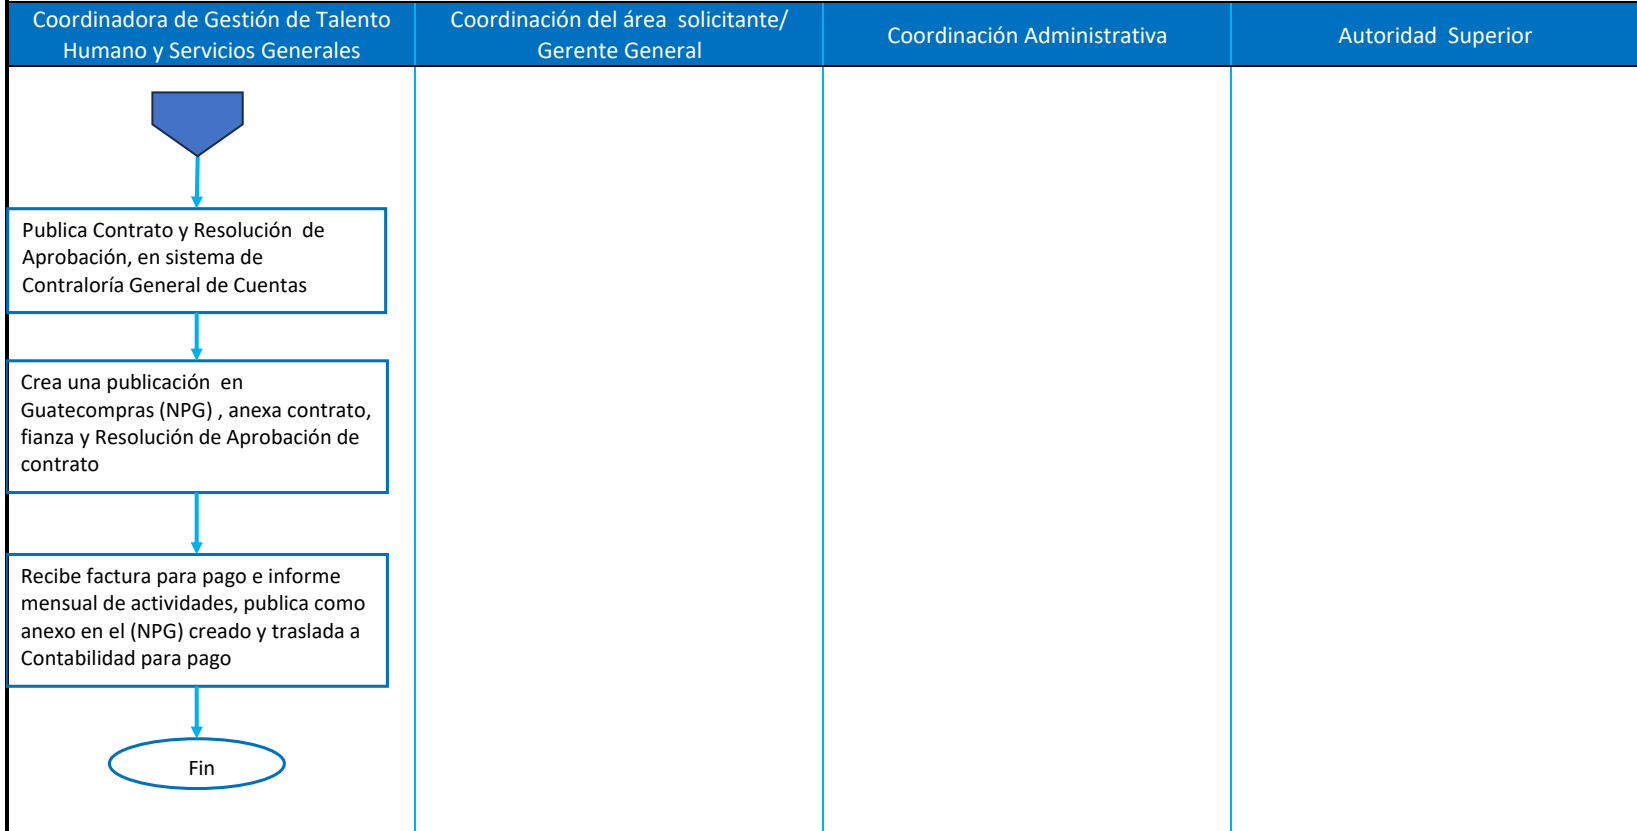 Coordinadora de Gestión de Talento
Humano y Servicios Generales
Coordinación del área  solicitante/
Gerente General
Coordinación Administrativa
Autoridad  Superior
Publica Contrato y Resolución  de
Aprobación, en sistema de
Contraloría General de Cuentas
Crea una publicación  en
Guatecompras (NPG) , anexa contrato,
fianza y Resolución de Aprobación de
contrato
Recibe factura para pago e informe
mensual de actividades, publica como
anexo en el (NPG) creado y traslada a
Contabilidad para pago
Fin